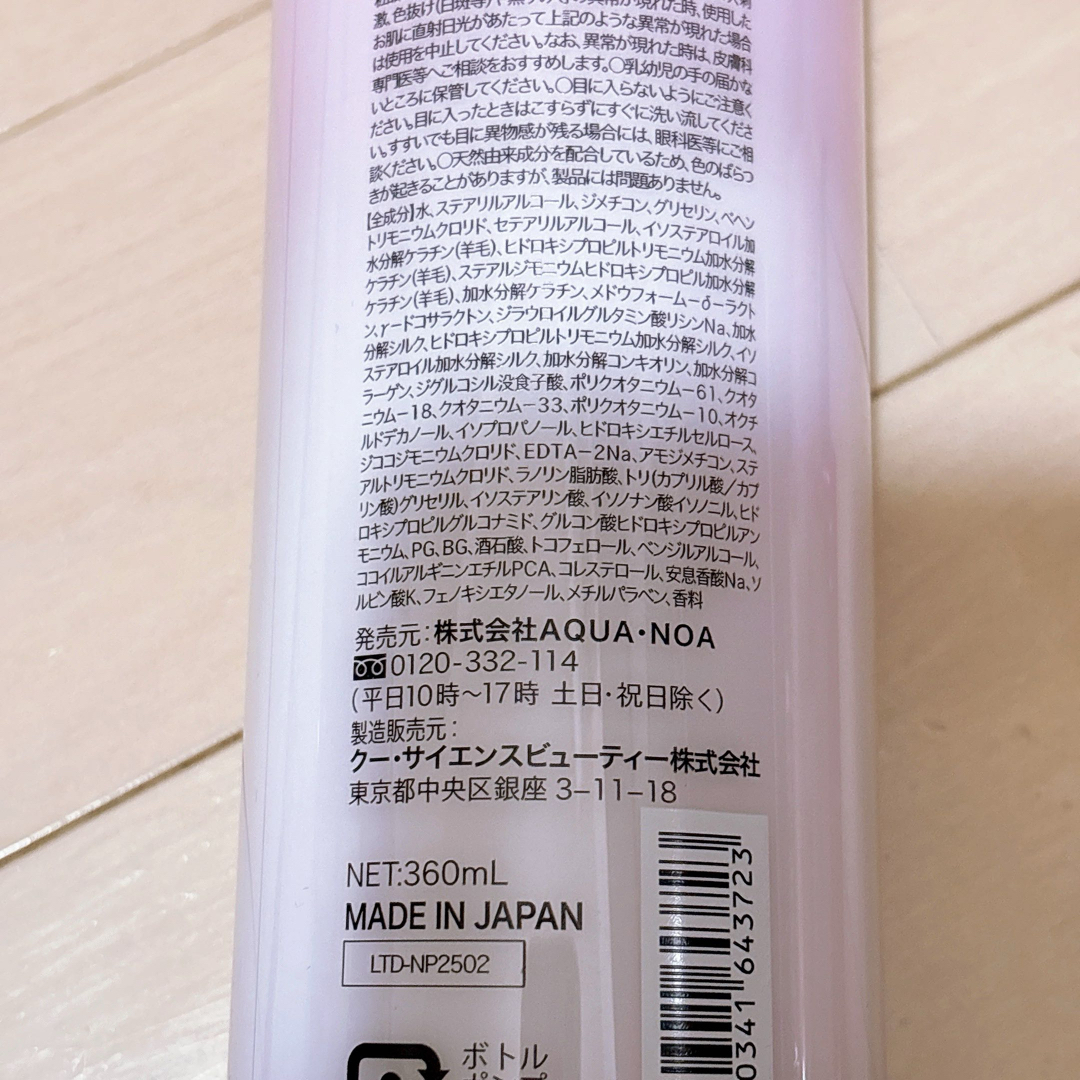 激、色抜け(白斑等)や黒ずみ等の異常が現れた時、使用した
お肌に直射日光があたって上記のような異常が現れた場合
は使用を中止してください。なお、異常が現れた時は、皮膚科
専門医等へご相談をおすすめします。○乳幼児の手の届かな
いところに保管してください。○目に入らないようにご注意く
ださい。目に入ったときはこすらずにすぐに洗い流してくださ
い。すすいでも目に異物感が残る場合には、眼科医等にご相
談ください。○天然由来成分を配合しているため、色のばらつ
きが起きることがありますが、製品には問題ありません。
【全成分】水、ステアリルアルコール、ジメチコン、グリセリン、ベヘン
トリモニウムクロリド、セテアリルアルコール、イソステアロイル加
水分解ケラチン(羊毛)、ヒドロキシプロピルトリモニウム加水分解
ケラチン(羊毛)、ステアルジモニウムヒドロキシプロピル加水分解
ケラチン(羊毛)、加水分解ケラチン、メドウフォーム-δ-ラクト
ン、γ-ドコサラクトン、ジラウロイルグルタミン酸リシンNa、加水
分解シルク、ヒドロキシプロピルトリモニウム加水分解シルク、イソ
ステアロイル加水分解シルク、加水分解コンキオリン、加水分解コ
ラーゲン、ジグルコシル没食子酸、ポリクオタニウム-61、クオタ
ニウム-18、クオタニウム-33、ポリクオタニウム-10、オクチ
ルドデカノール、イソプロパノール、ヒドロキシエチルセルロース、
ジココジモニウムクロリド、EDTA-2Na、アモジメチコン、ステ
アルトリモニウムクロリド、ラノリン脂肪酸、トリ(カプリル酸/カプ
リン酸)グリセリル、イソステアリン酸、イソノナン酸イソノニル、ヒド
ロキシプロピルグルコナミド、グルコン酸ヒドロキシプロピルアン
モニウム、PG、BG、酒石酸、トコフェロール、ベンジルアルコール、
ココイルアルギニンエチルPCA、コレステロール、安息香酸Na、ソ
ルビン酸K、フェノキシエタノール、メチルパラベン、香料
発売元:株式会社AQUA・NOA
0120-332-114
(平日10時〜17時 土日・祝日除く)
製造販売元:
クー・サイエンスビューティー株式会社
東京都中央区銀座 3-11-18
NET:360mL
MADE IN JAPAN
LTD-NP2502
0341 643723
ボトル
ポンプ